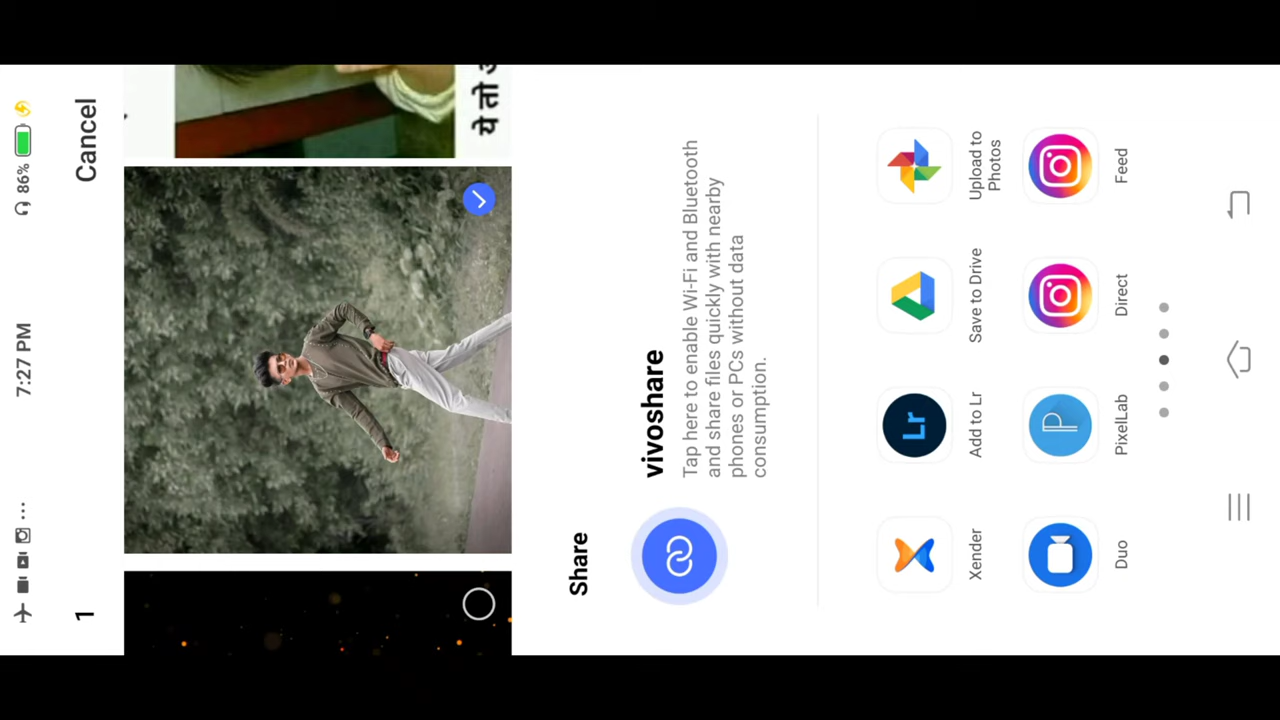 7:27 PM
86%
1
Cancel
ये तो
Share
vivoshare
Tap here to enable Wi-Fi and Bluetooth
and share files quickly with nearby
phones or PCs without data
consumption.
Xender
Add to Lr
Save to Drive
Upload to
Photos
Duo
PixelLab
Direct
Feed